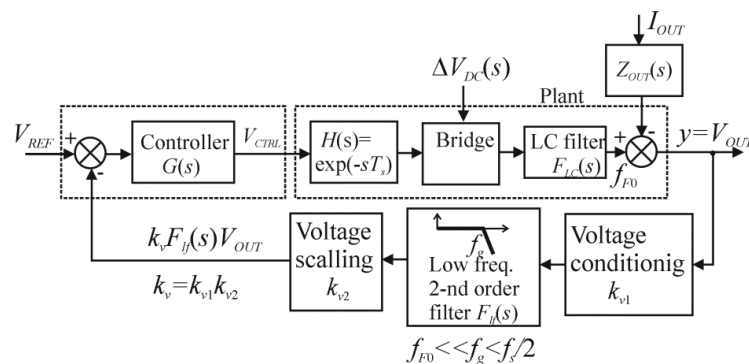 I_OUT
ΔV_DC(s)
Z_OUT(s)
Plant
V_REF
+
-
Controller
G(s)
V_CTRL
H(s)=
exp(-sT_s)
Bridge
LC filter
F_LC(s)
+
-
f_F0
y=V_OUT
k_vF_lf(s)V_OUT
k_v=k_v1k_v2
Voltage
scalling
k_v2
f_g
Low freq.
2-nd order
filter F_lf(s)
Voltage
conditionig
k_v1
f_F0<<f_g<f_s/2